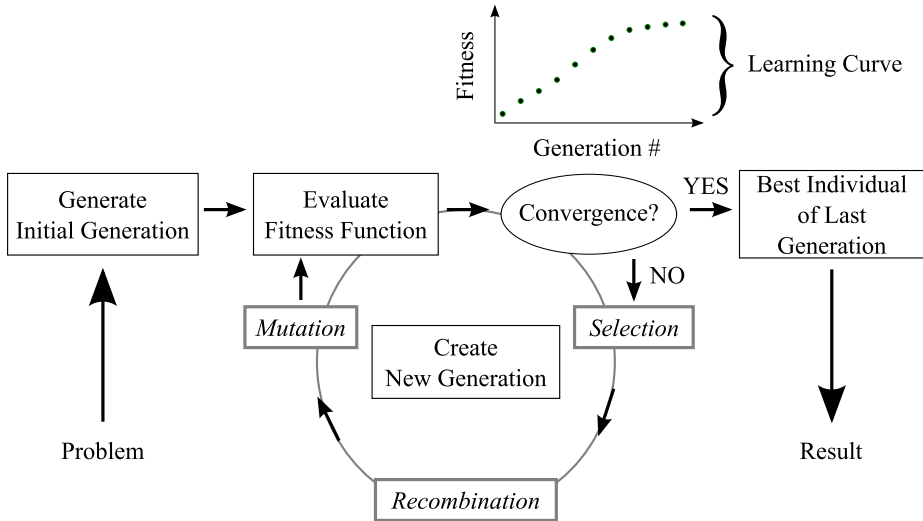 Fitness
Learning Curve
Generation #
Generate
Initial Generation
Evaluate
Fitness Function
Convergence?
YES
Best Individual
of Last
Generation
NO
Mutation
Selection
Create
New Generation
Problem
Result
Recombination